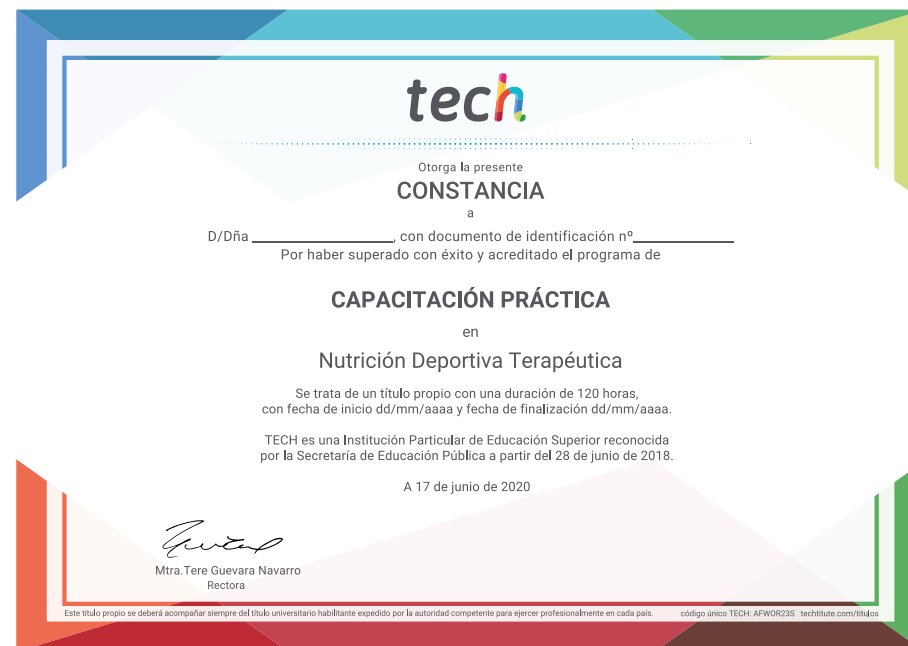 tech
Otorga la presente
CONSTANCIA
a
D/Dña ________________, con documento de identificación nº____________
Por haber superado con éxito y acreditado el programa de
CAPACITACIÓN PRÁCTICA
en
Nutrición Deportiva Terapéutica
Se trata de un título propio con una duración de 120 horas,
con fecha de inicio dd/mm/aaaa y fecha de finalización dd/mm/aaaa.
TECH es una Institución Particular de Educación Superior reconocida
por la Secretaría de Educación Pública a partir del 28 de junio de 2018.
A 17 de junio de 2020
Mtra.Tere Guevara Navarro
Rectora
Este título propio se deberá acompañar siempre del título universitario habilitante expedido por la autoridad competente para ejercer profesionalmente en cada país. código único TECH: AFWOR23S techtitute.com/titulos